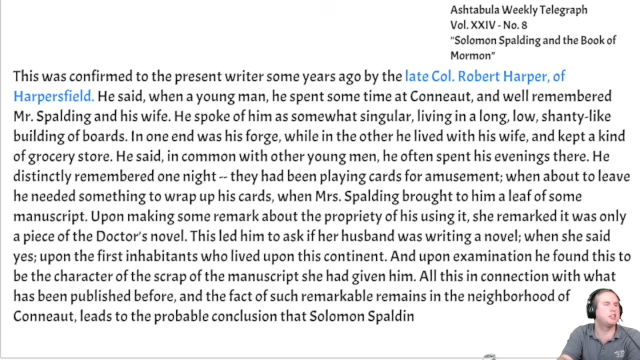 Ashtabula Weekly Telegraph
Vol. XXIV - No. 8
"Solomon Spalding and the Book of
Mormon"
This was confirmed to the present writer some years ago by the late Col. Robert Harper, of
Harpersfield. He said, when a young man, he spent some time at Conneaut, and well remembered
Mr. Spalding and his wife. He spoke of him as somewhat singular, living in a long, low, shanty-like
building of boards. In one end was his forge, while in the other he lived with his wife, and kept a kind
of grocery store. He said, in common with other young men, he often spent his evenings there. He
distinctly remembered one night -- they had been playing cards for amusement; when about to leave
he needed something to wrap up his cards, when Mrs. Spalding brought to him a leaf of some
manuscript. Upon making some remark about the propriety of his using it, she remarked it was only
a piece of the Doctor's novel. This led him to ask if her husband was writing a novel; when she said
yes; upon the first inhabitants who lived upon this continent. And upon examination he found this to
be the character of the scrap of the manuscript she had given him. All this in connection with what
has been published before, and the fact of such remarkable remains in the neighborhood of
Conneaut, leads to the probable conclusion that Solomon Spaldin